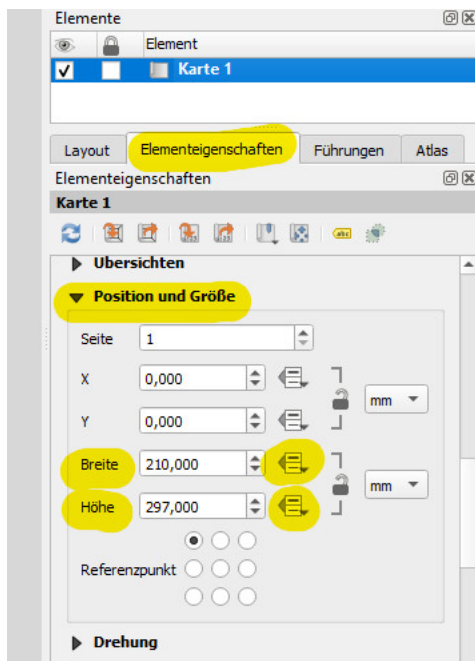 Elemente
Element
Karte 1
Layout Elementeigenschaften Führungen Atlas
Elementeigenschaften
Karte 1
abc
Übersichten
Position und Größe
Seite 1
X 0,000
mm
Y 0,000
Breite 210,000
mm
Höhe 297,000
Referenzpunkt
Drehung